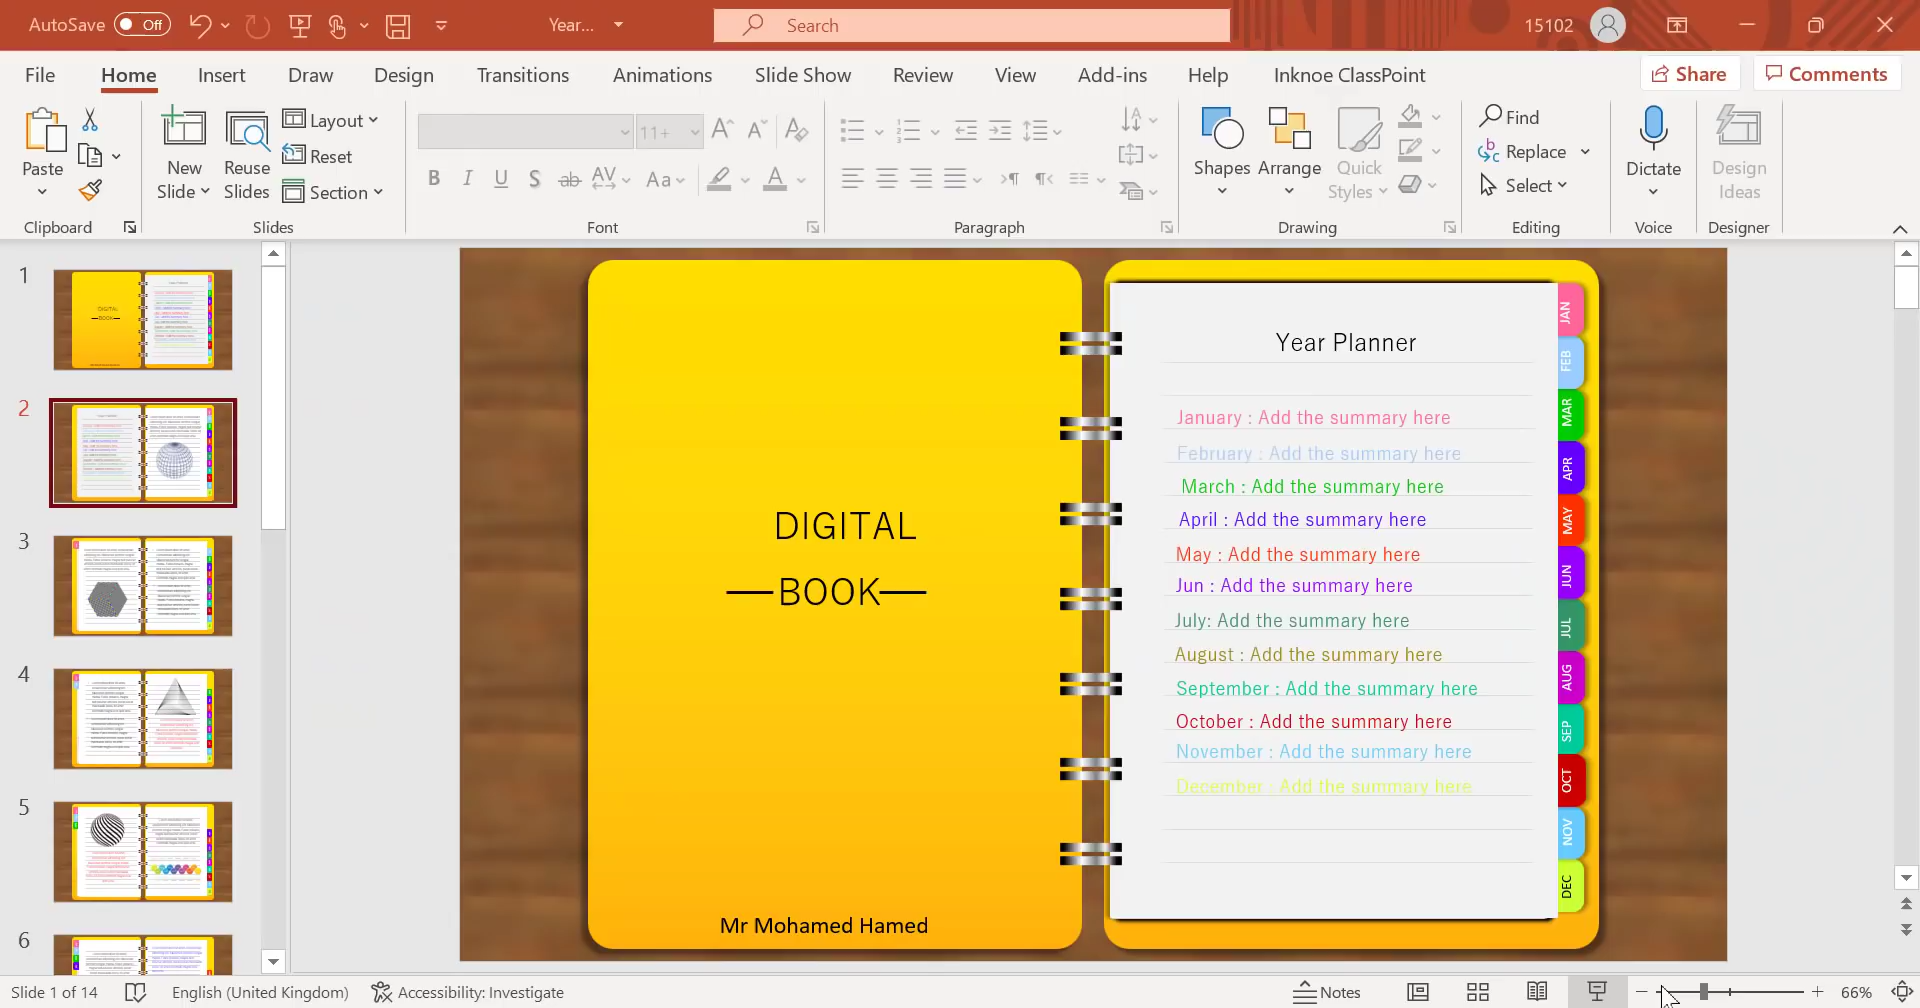 AutoSave Off Year... Search 15102
File Home Insert Draw Design Transitions Animations Slide Show Review View Add-ins Help Inknoe ClassPoint Share Comments
Paste
New Slide
Reuse Slides
Layout
Reset
Section
11+
Shapes Arrange Quick Styles
Find
Replace
Select
Dictate
Design Ideas
Clipboard Slides Font Paragraph Drawing Editing Voice Designer
1
2
3
4
5
6
DIGITAL
BOOK
Mr Mohamed Hamed
Year Planner
January : Add the summary here
February : Add the summary here
March : Add the summary here
April : Add the summary here
May : Add the summary here
Jun : Add the summary here
July: Add the summary here
August : Add the summary here
September : Add the summary here
October : Add the summary here
November : Add the summary here
December : Add the summary here
JAN
FEB
MAR
APR
MAY
JUN
JUL
AUG
SEP
OCT
NOV
DEC
Slide 1 of 14 English (United Kingdom) Accessibility: Investigate Notes 66%